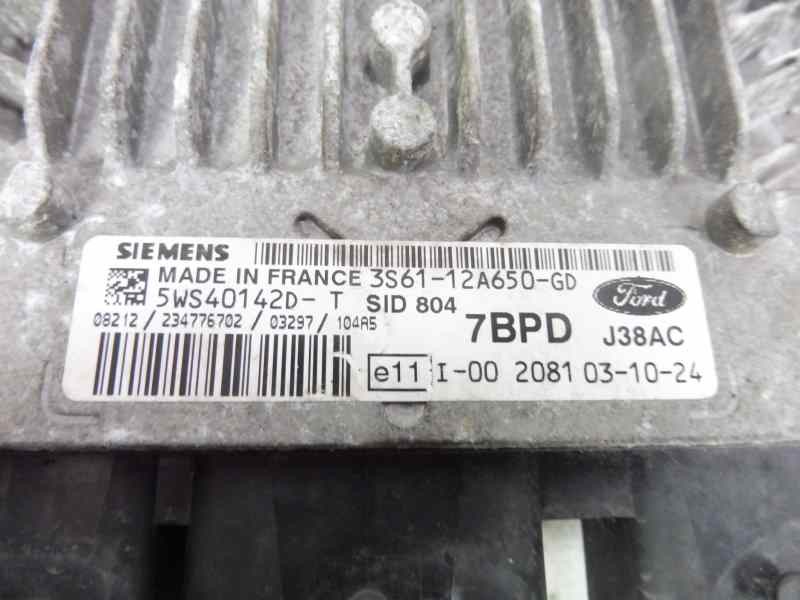 SIEMENS
MADE IN FRANCE 3S61-12A650-GD
5WS40142D- T SID 804
Ford
08212 / 234776702 / 03297 / 104A5
7BPD J38AC
e11 I-00 2081 03-10-24